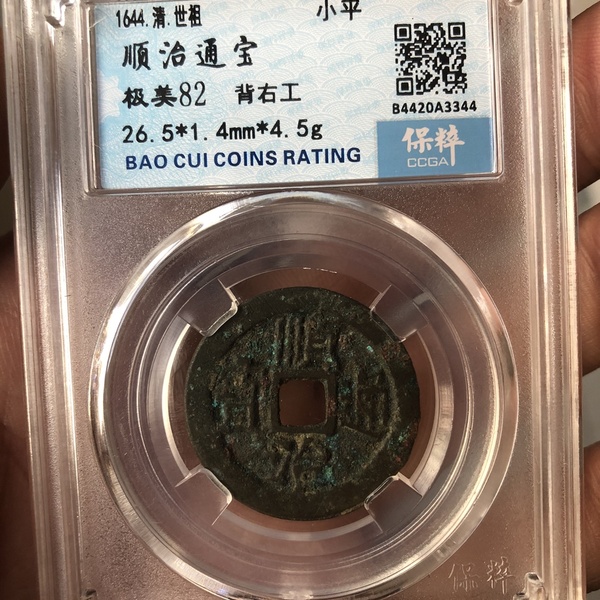 1644.清.世祖 小平
顺治通宝
极美82 背右工
B4420A3344
26.5*1.4mm*4.5g
保粹
CCGA
BAO CUI COINS RATING
順治通寳
保粹